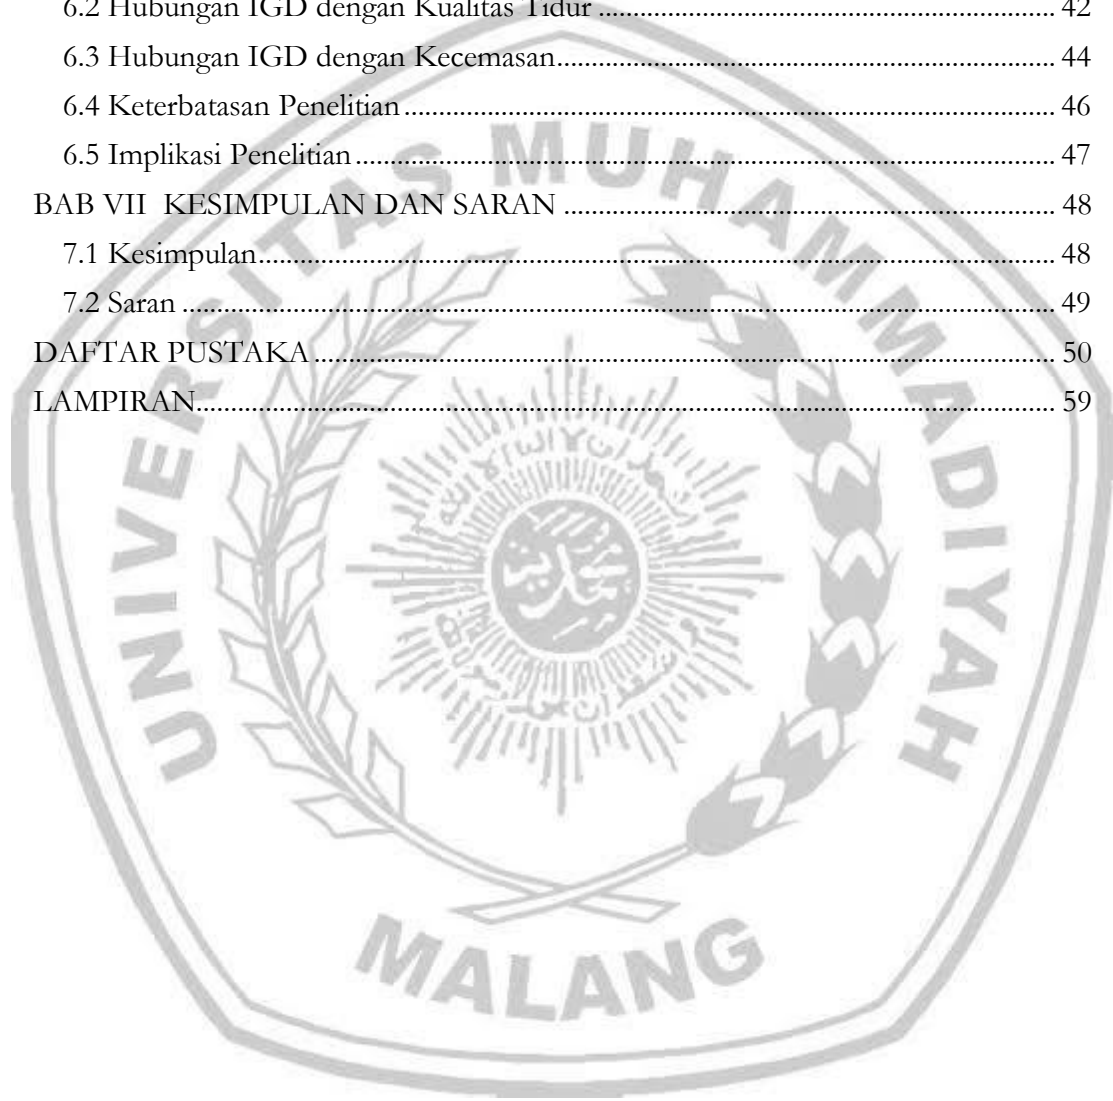 6.2 Hubungan IGD dengan Kualitas Tidur ........................ 42
6.3 Hubungan IGD dengan Kecemasan........................ 44
6.4 Keterbatasan Penelitian ........................ 46
6.5 Implikasi Penelitian ........................ 47
BAB VII  KESIMPULAN DAN SARAN ........................ 48
7.1 Kesimpulan........................ 48
7.2 Saran ........................ 49
DAFTAR PUSTAKA ........................ 50
LAMPIRAN........................ 59
UNIVERSITAS MUHAMMADIYAH
MALANG